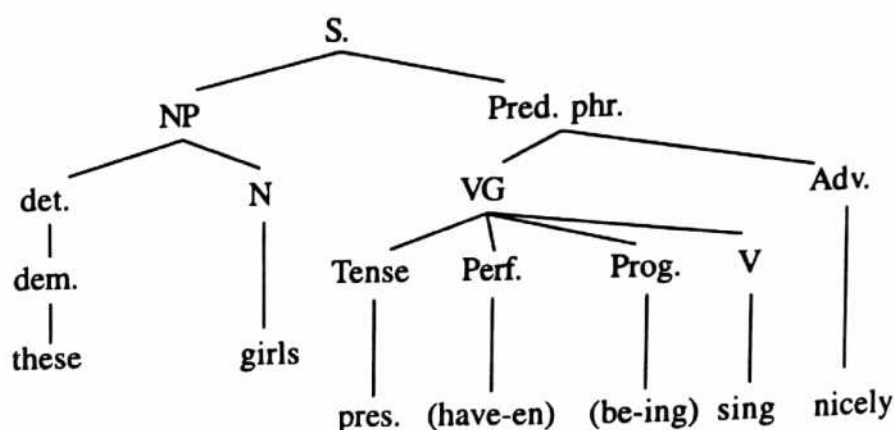 S.
NP Pred. phr.
det. N VG Adv.
dem. Tense Perf. Prog. V
these girls
pres. (have-en) (be-ing) sing nicely